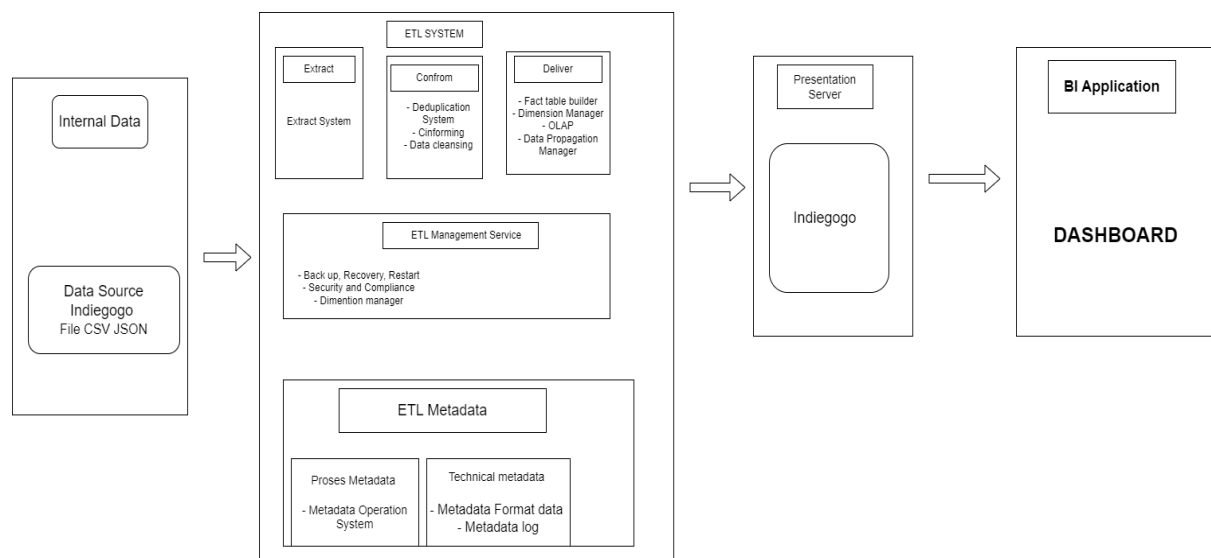 Internal Data
Data Source
Indiegogo
File CSV JSON
ETL SYSTEM
Extract
Extract System
Confrom
- Deduplication
System
- Cinforming
- Data cleansing
Deliver
- Fact table builder
- Dimension Manager
- OLAP
- Data Propagation
Manager
ETL Management Service
- Back up, Recovery, Restart
- Security and Compliance
- Dimention manager
ETL Metadata
Proses Metadata
- Metadata Operation
System
Technical metadata
- Metadata Format data
- Metadata log
Presentation
Server
Indiegogo
BI Application
DASHBOARD